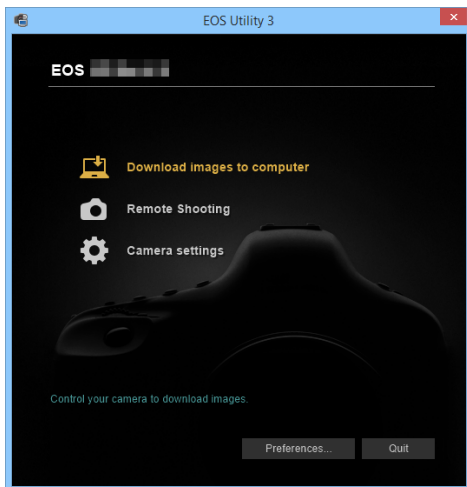 EOS Utility 3
EOS
Download images to computer
Remote Shooting
Camera settings
Control your camera to download images.
Preferences... Quit